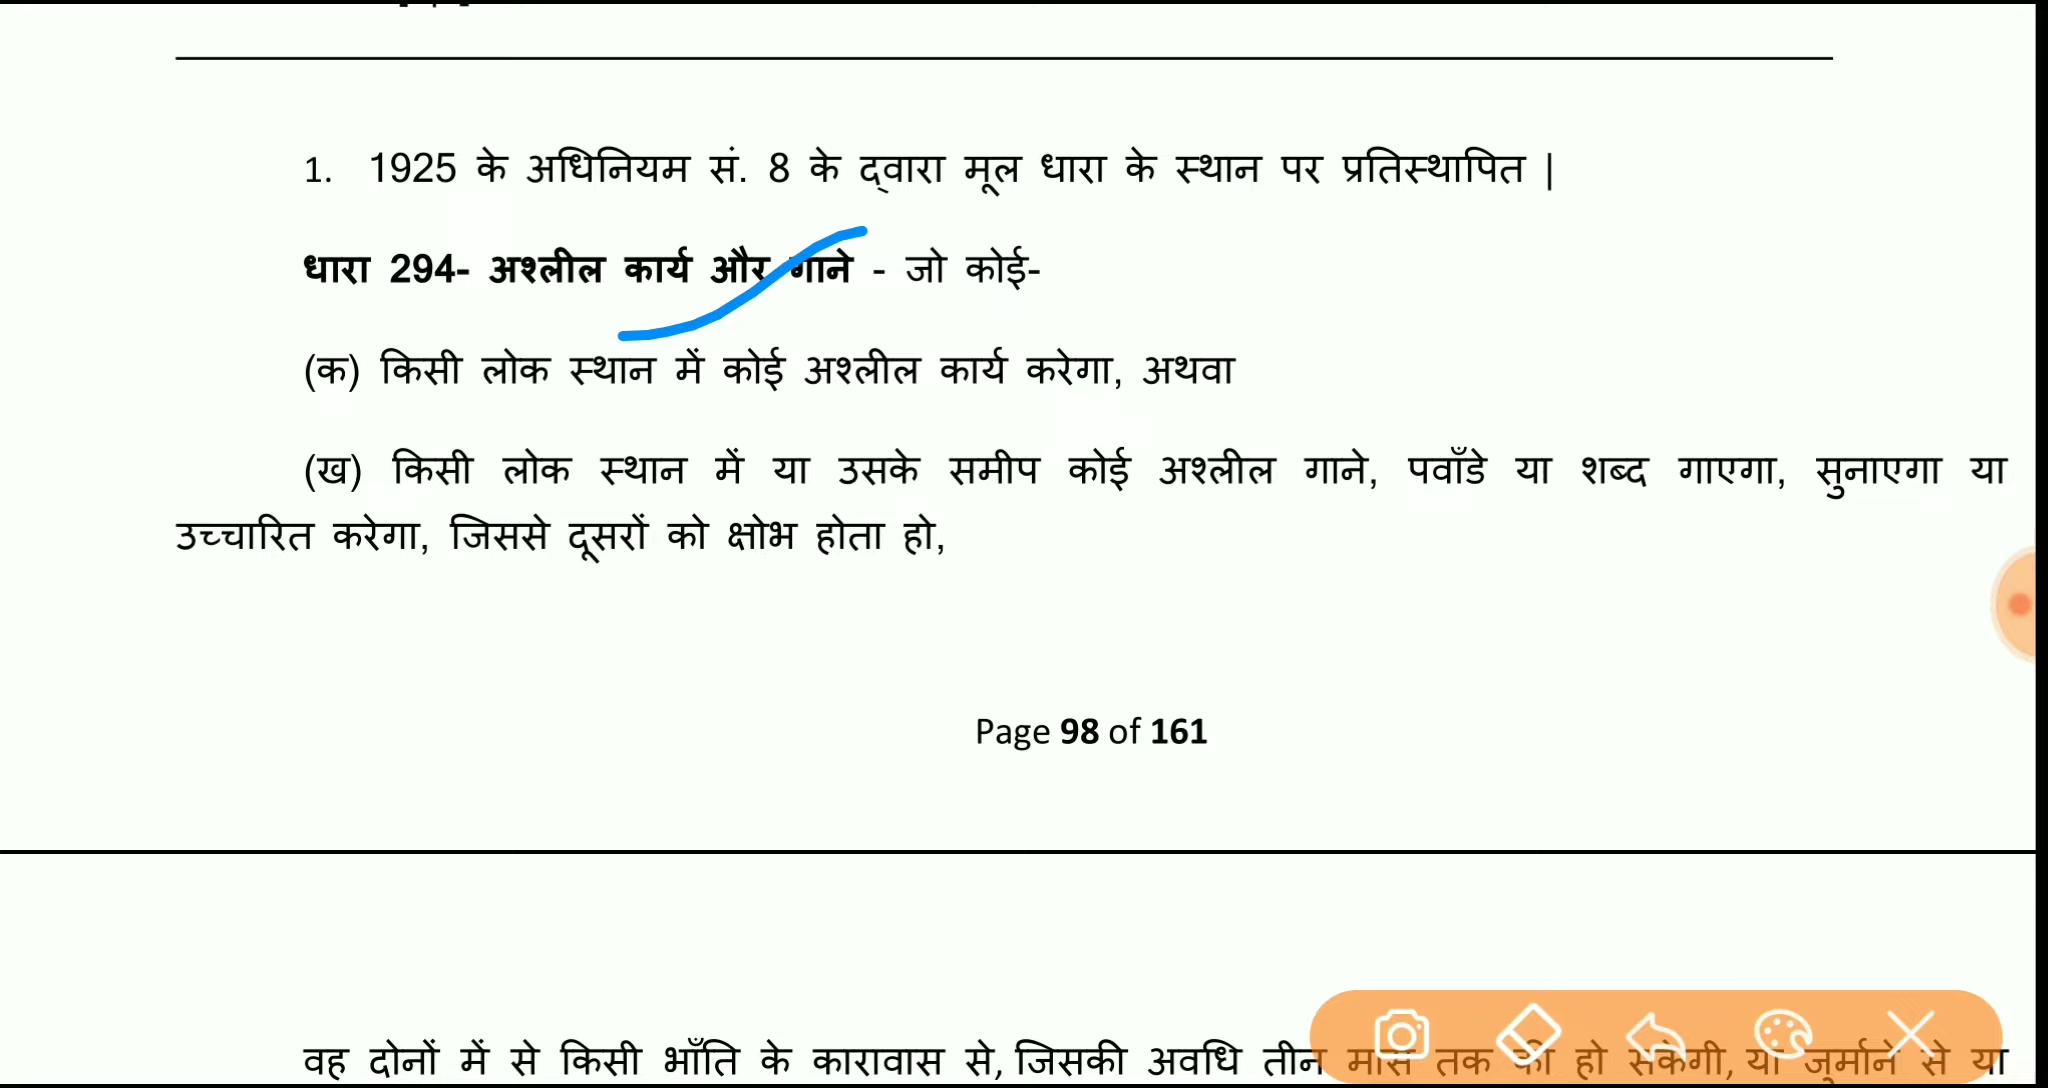 1. 1925 के अधिनियम सं. 8 के द्वारा मूल धारा के स्थान पर प्रतिस्थापित |
धारा 294- अश्लील कार्य और गाने - जो कोई-
(क) किसी लोक स्थान में कोई अश्लील कार्य करेगा, अथवा
(ख) किसी लोक स्थान में या उसके समीप कोई अश्लील गाने, पवाँडे या शब्द गाएगा, सुनाएगा या
उच्चारित करेगा, जिससे दूसरों को क्षोभ होता हो,
Page 98 of 161
वह दोनों में से किसी भाँति के कारावास से, जिसकी अवधि तीन मास तक की हो सकेगी, या जुर्माने से या